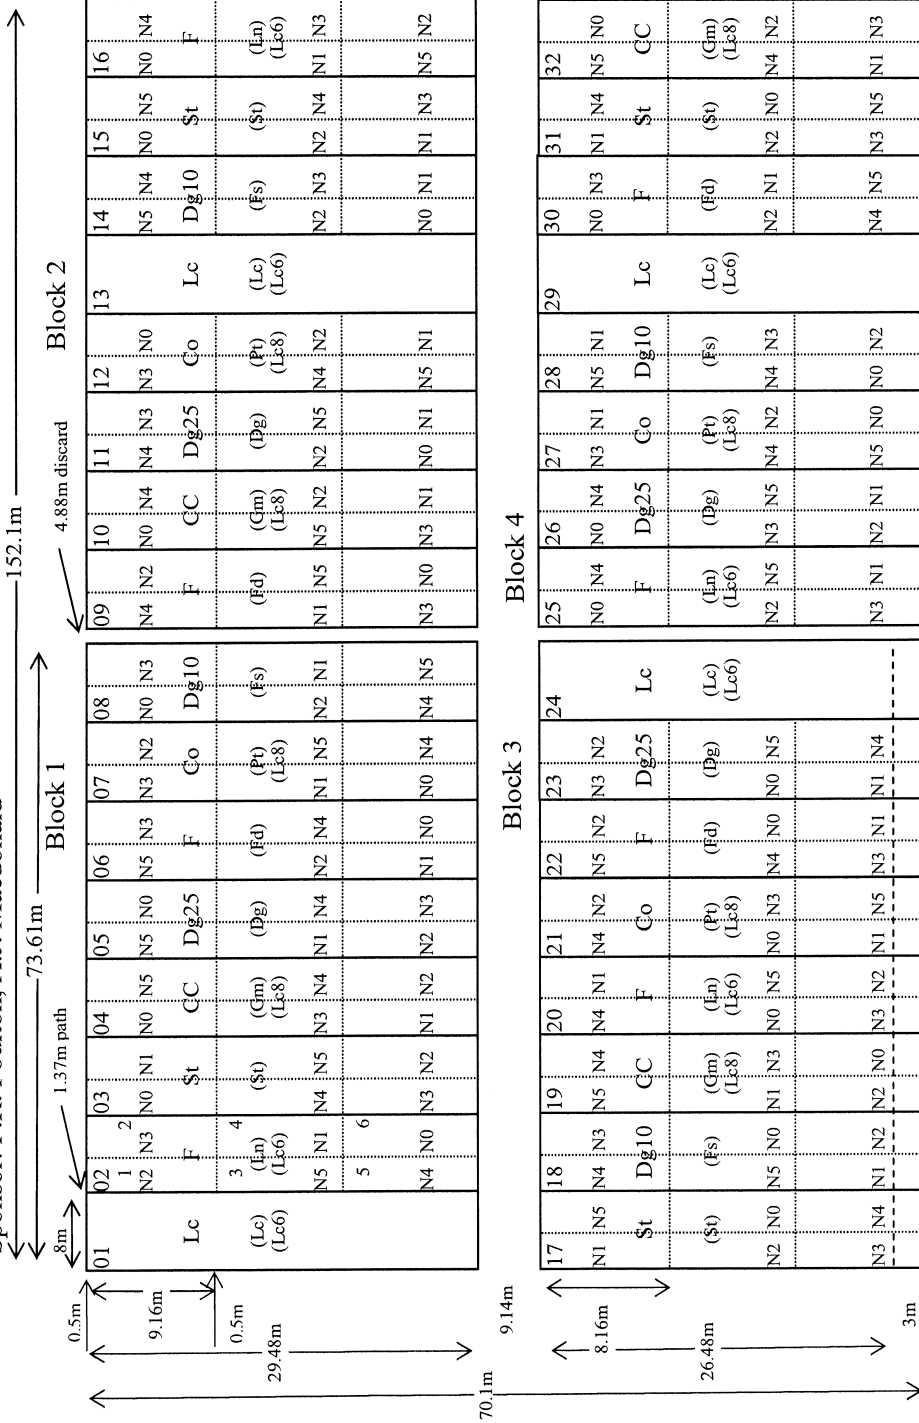 152.1m
73.61m
8m
1.37m path
4.88m discard
Block 1
Block 2
01 02 03 04 05 06 07 08
1 2
N2 N3 N0 N1 N0 N5 N5 N0 N5 N3 N3 N2 N0 N3
Lc F St CC Dg25 F Co Dg10
3 4
(Lc) (Ln) (St) (Gm) (Dg) (Fd) (Pt) (Fs)
(Lc6) (Lc6) (Lc8) (Lc8)
N5 N1 N4 N5 N3 N4 N1 N4 N2 N4 N1 N5 N2 N1
5 6
N4 N0 N3 N2 N1 N2 N2 N3 N1 N0 N0 N4 N4 N5
09 10 11 12 13 14 15 16
N4 N2 N0 N4 N4 N3 N3 N0 N5 N4 N0 N5 N0 N4
F CC Dg25 Co Lc Dg10 St F
(Fd) (Gm) (Dg) (Pt) (Lc) (Fs) (St) (Ln)
(Lc8) (Lc8) (Lc6) (Lc6)
N1 N5 N5 N2 N2 N5 N4 N2 N2 N3 N2 N4 N1 N3
N3 N0 N3 N1 N0 N1 N5 N1 N0 N1 N1 N3 N5 N2
0.5m
9.16m
0.5m
29.48m
9.14m
70.1m
8.16m
26.48m
3m
Block 3
Block 4
17 18 19 20 21 22 23 24
N1 N5 N4 N3 N5 N4 N4 N1 N4 N2 N5 N2 N3 N2
St Dg10 CC F Co F Dg25 Lc
(St) (Fs) (Gm) (Ln) (Pt) (Fd) (Dg) (Lc)
(Lc8) (Lc6) (Lc8) (Lc6)
N2 N0 N5 N0 N1 N3 N0 N5 N0 N3 N4 N0 N0 N5
N3 N4 N1 N2 N2 N0 N3 N2 N1 N5 N3 N1 N1 N4
25 26 27 28 29 30 31 32
N0 N4 N0 N4 N3 N1 N5 N1 N0 N3 N1 N4 N5 N0
F Dg25 Co Dg10 Lc F St CC
(Ln) (Dg) (Pt) (Fs) (Lc) (Fd) (St) (Gm)
(Lc6) (Lc8) (Lc6) (Lc8)
N2 N5 N3 N5 N4 N2 N4 N3 N2 N1 N2 N0 N4 N2
N3 N1 N2 N1 N5 N0 N0 N2 N4 N5 N3 N5 N1 N3